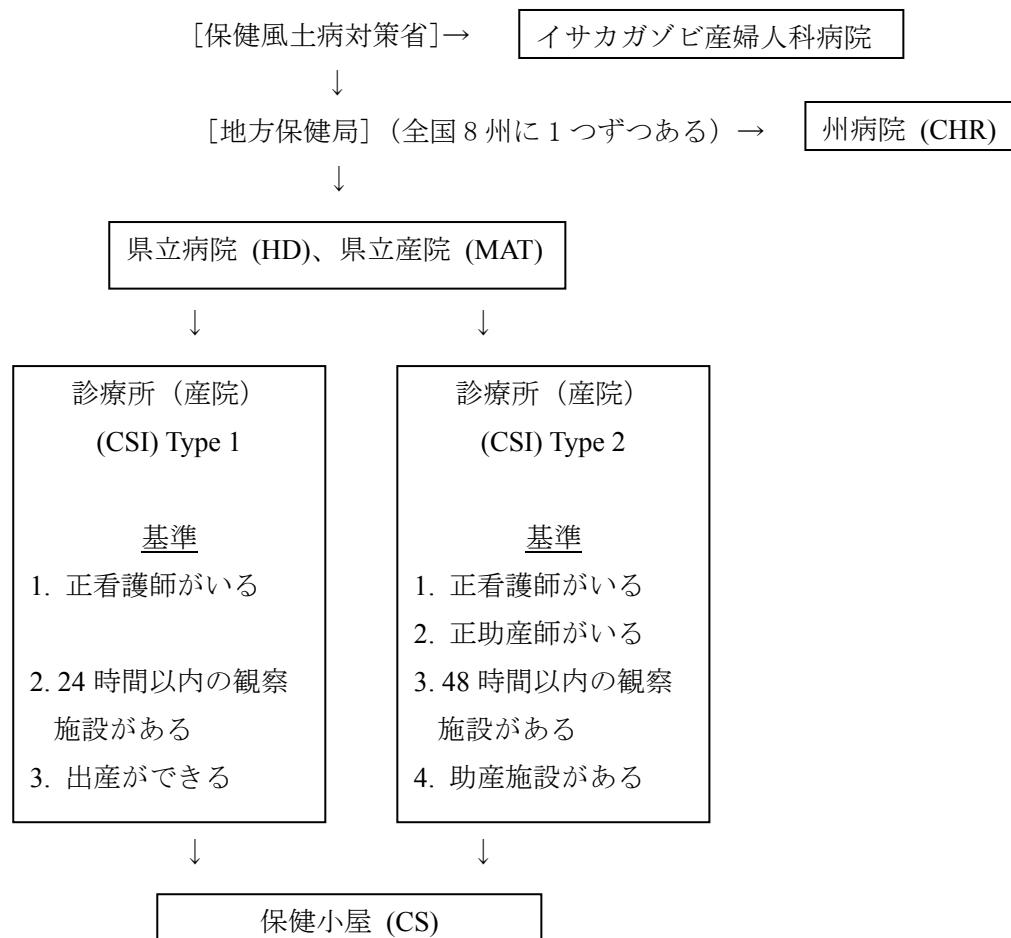 [保健風土病対策省]→ イサカガゾビ産婦人科病院
↓
[地方保健局]（全国 8 州に 1 つずつある）→ 州病院 (CHR)
↓
県立病院 (HD)、県立産院 (MAT)
↓ ↓
診療所（産院）
(CSI) Type 1
基準
1. 正看護師がいる
2. 24 時間以内の観察
施設がある
3. 出産ができる
診療所（産院）
(CSI) Type 2
基準
1. 正看護師がいる
2. 正助産師がいる
3. 48 時間以内の観察
施設がある
4. 助産施設がある
↓ ↓
保健小屋 (CS)